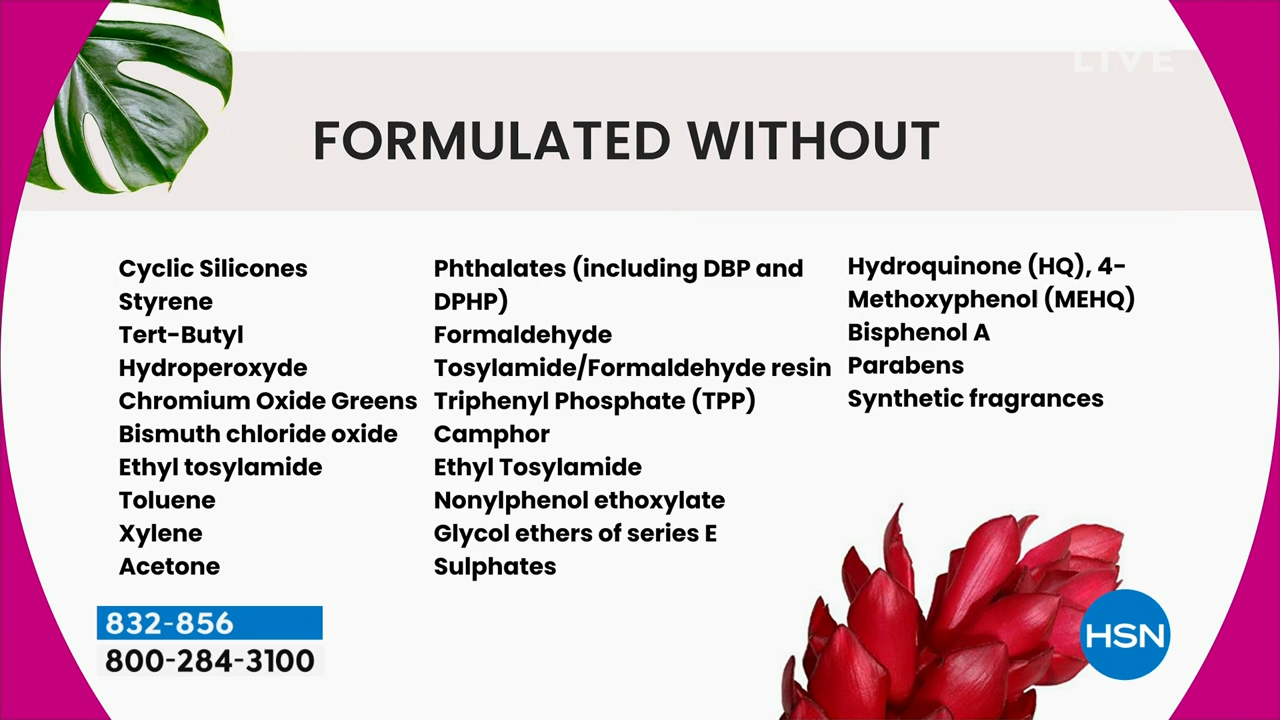 LIVE
FORMULATED WITHOUT
Cyclic Silicones
Styrene
Tert-Butyl
Hydroperoxyde
Chromium Oxide Greens
Bismuth chloride oxide
Ethyl tosylamide
Toluene
Xylene
Acetone
Phthalates (including DBP and
DPHP)
Formaldehyde
Tosylamide/Formaldehyde resin
Triphenyl Phosphate (TPP)
Camphor
Ethyl Tosylamide
Nonylphenol ethoxylate
Glycol ethers of series E
Sulphates
Hydroquinone (HQ), 4-
Methoxyphenol (MEHQ)
Bisphenol A
Parabens
Synthetic fragrances
832-856
800-284-3100
HSN